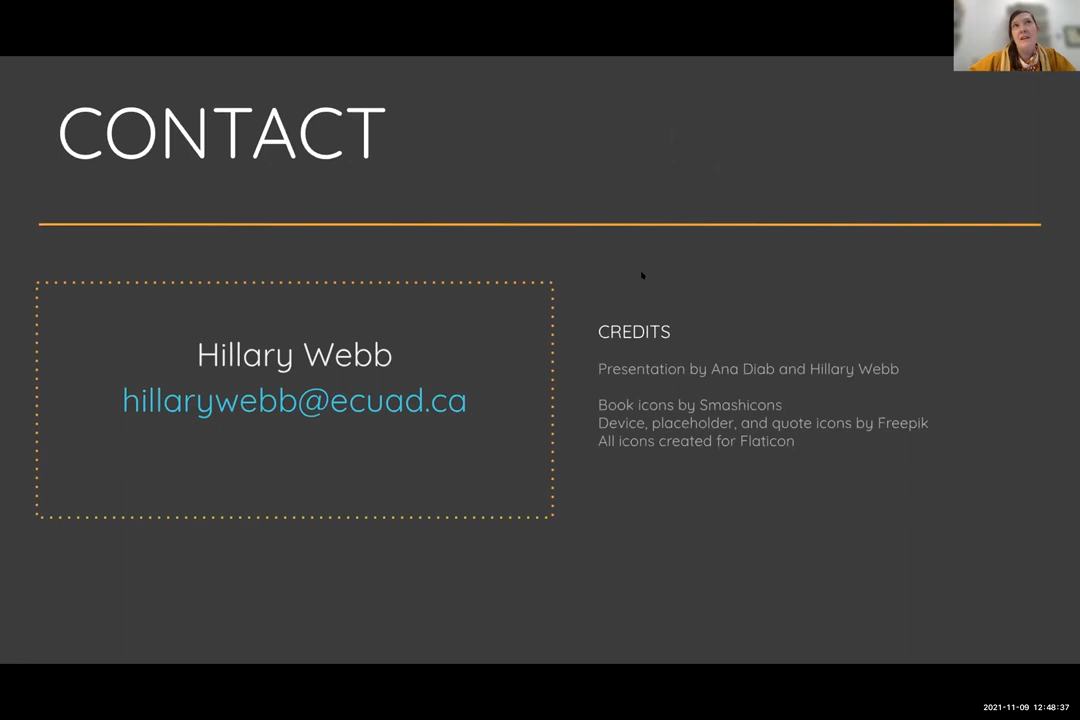 CONTACT
Hillary Webb
hillarywebb@ecuad.ca
CREDITS
Presentation by Ana Diab and Hillary Webb
Book icons by Smashicons
Device, placeholder, and quote icons by Freepik
All icons created for Flaticon
2021-11-09 12:48:37